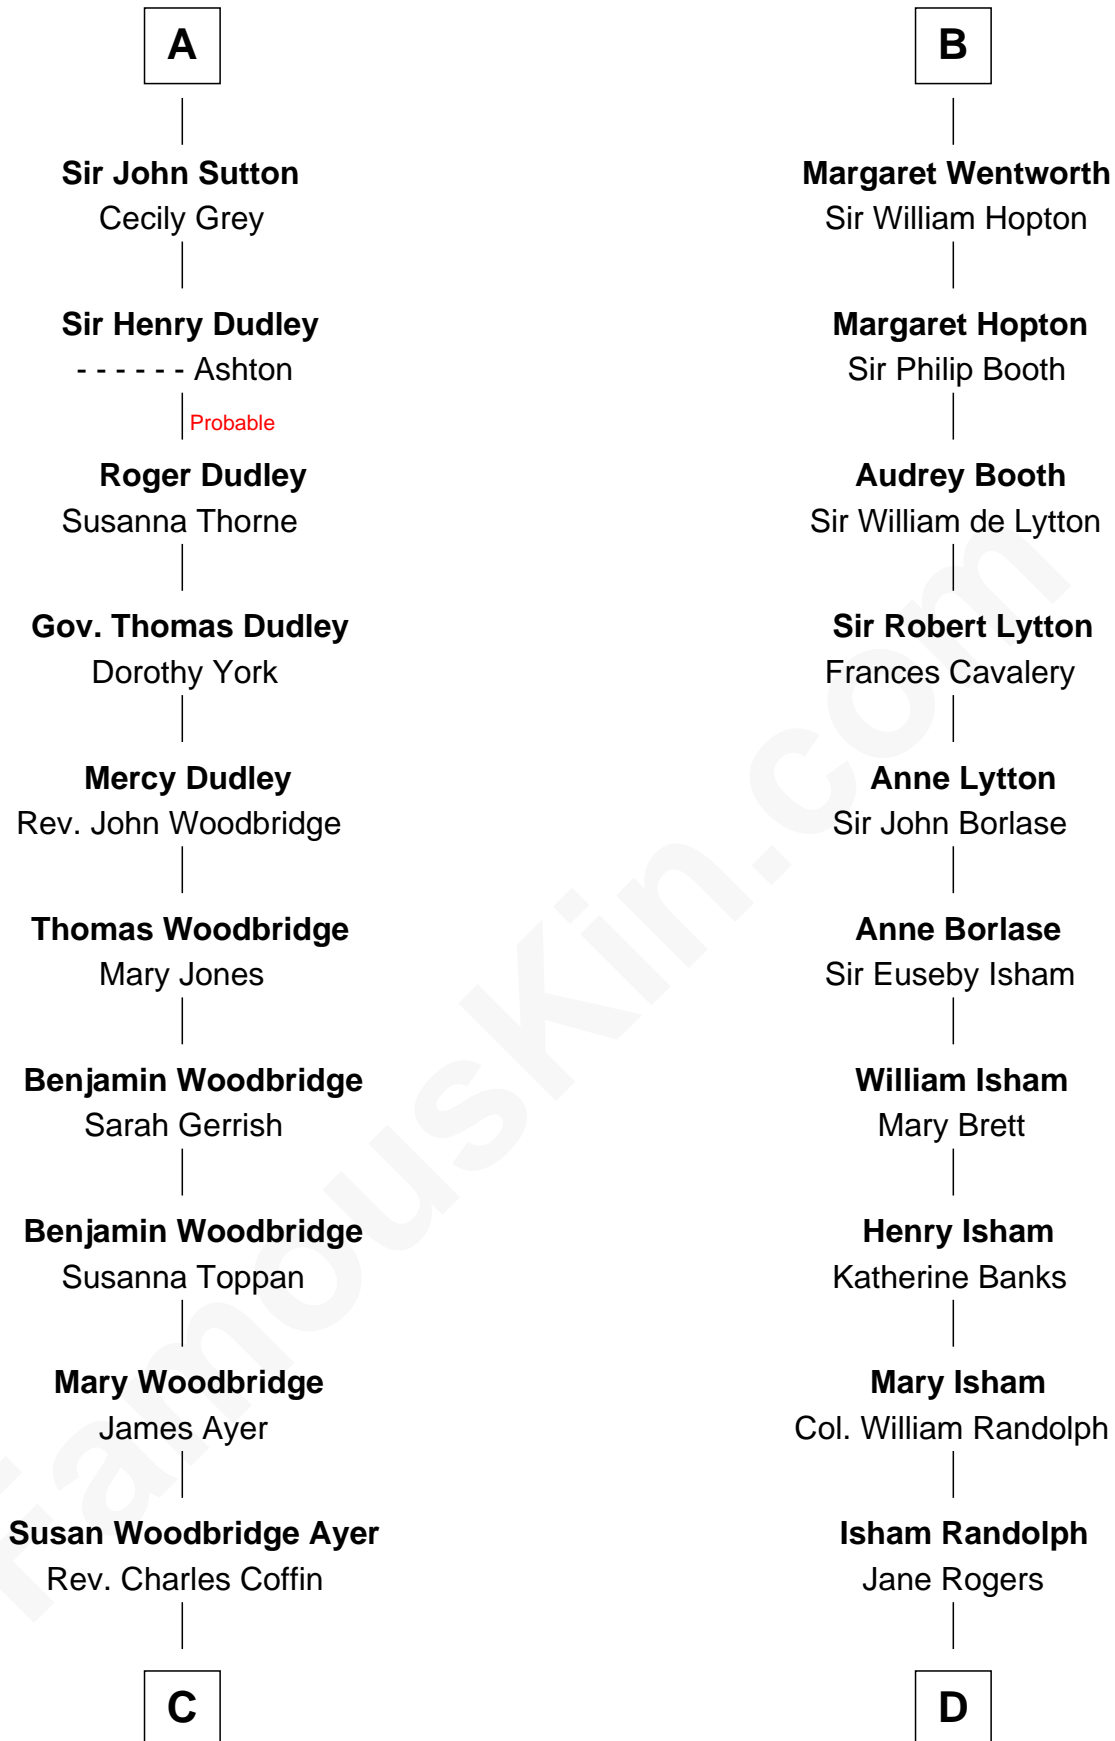 A
Sir John Sutton
Cecily Grey
Sir Henry Dudley
- - - - - - Ashton
Probable
Roger Dudley
Susanna Thorne
Gov. Thomas Dudley
Dorothy York
Mercy Dudley
Rev. John Woodbridge
Thomas Woodbridge
Mary Jones
Benjamin Woodbridge
Sarah Gerrish
Benjamin Woodbridge
Susanna Toppan
Mary Woodbridge
James Ayer
Susan Woodbridge Ayer
Rev. Charles Coffin
C
B
Margaret Wentworth
Sir William Hopton
Margaret Hopton
Sir Philip Booth
Audrey Booth
Sir William de Lytton
Sir Robert Lytton
Frances Cavalery
Anne Lytton
Sir John Borlase
Anne Borlase
Sir Euseby Isham
William Isham
Mary Brett
Henry Isham
Katherine Banks
Mary Isham
Col. William Randolph
Isham Randolph
Jane Rogers
D
FamousKin.com